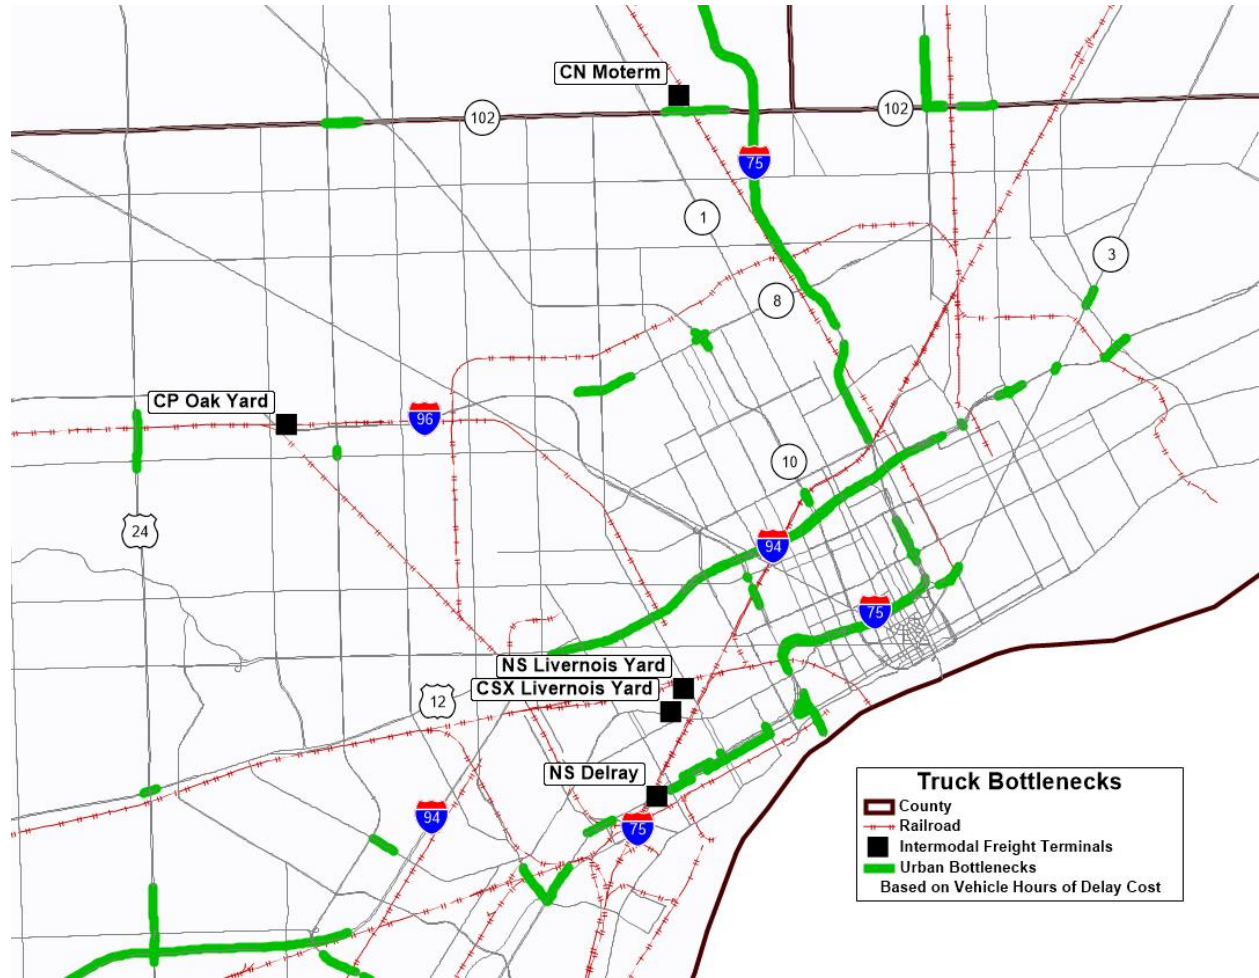 CN Moterm
102
102
75
1
3
8
CP Oak Yard
96
10
24
94
75
NS Livernois Yard
CSX Livernois Yard
12
NS Delray
94
75
Truck Bottlenecks
County
Railroad
Intermodal Freight Terminals
Urban Bottlenecks
Based on Vehicle Hours of Delay Cost